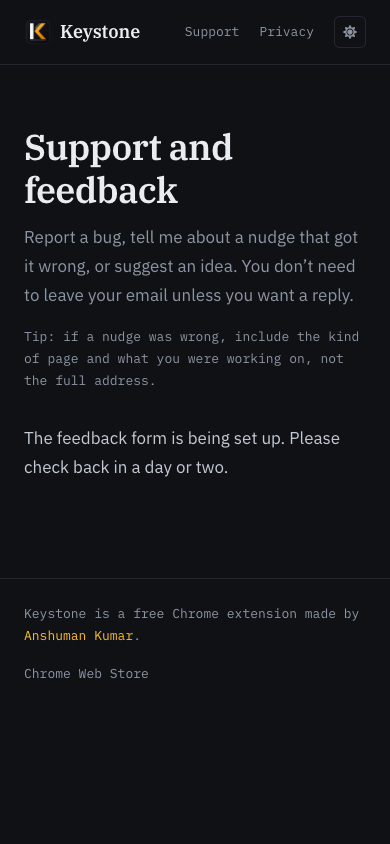 Keystone
Support
Privacy
Support and
feedback
Report a bug, tell me about a nudge that got
it wrong, or suggest an idea. You don’t need
to leave your email unless you want a reply.
Tip: if a nudge was wrong, include the kind
of page and what you were working on, not
the full address.
The feedback form is being set up. Please
check back in a day or two.
Keystone is a free Chrome extension made by
Anshuman Kumar.
Chrome Web Store